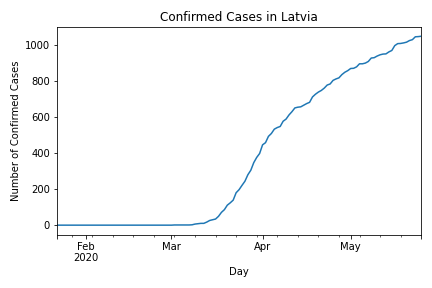 Confirmed Cases in Latvia
1000
800
600
400
200
0
Number of Confirmed Cases
Feb
2020
Mar
Apr
May
Day